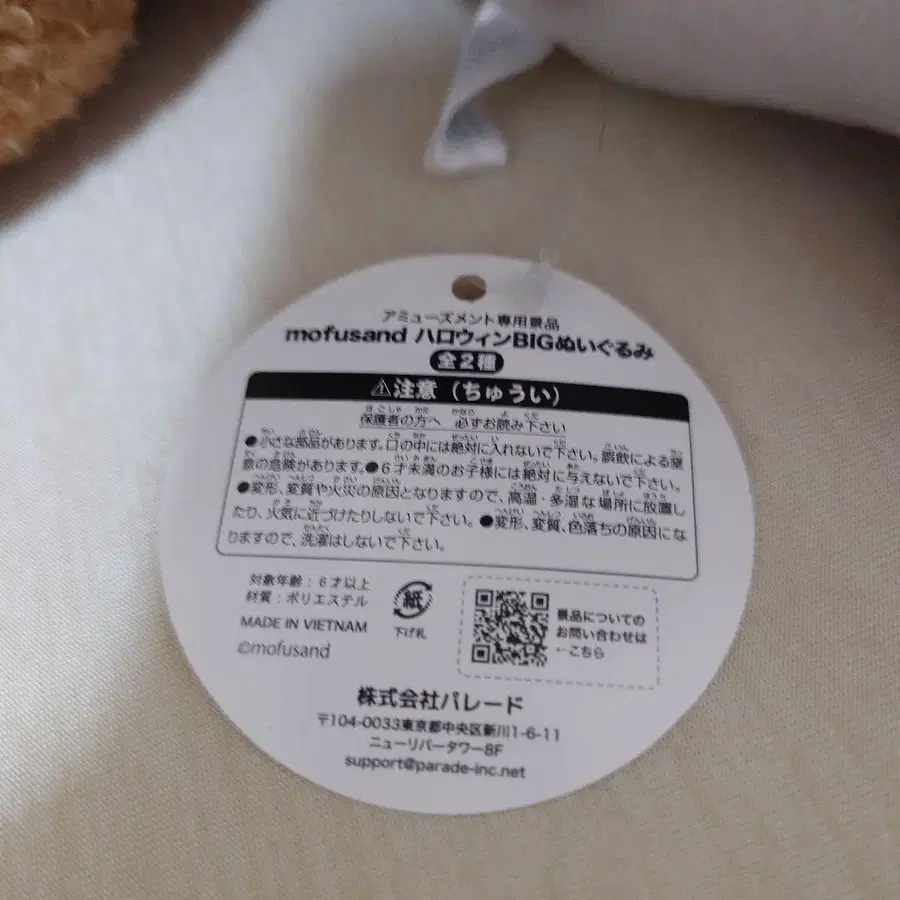 アミューズメント専用景品
mofusand ハロウィンBIGぬいぐるみ
全2種
⚠注意(ちゅうい)
保護者の方へ 必ずお読み下さい
●小さな部品があります。口の中には絶対に入れないで下さい。誤飲による窒
息の危険があります。●6才未満のお子様には絶対に与えないで下さい。
●変形、変質や火災の原因となりますので、高温・多湿な場所に放置し
たり、火気に近づけたりしないで下さい。●変形、変質、色落ちの原因にな
りますので、洗濯はしないで下さい。
対象年齢:6才以上
材質:ポリエステル
MADE IN VIETNAM
©mofusand
紙
下げ札
景品についての
お問い合わせは
←こちら
株式会社パレード
〒104-0033東京都中央区新川1-6-11
ニューリバータワー8F
support@parade-inc.net